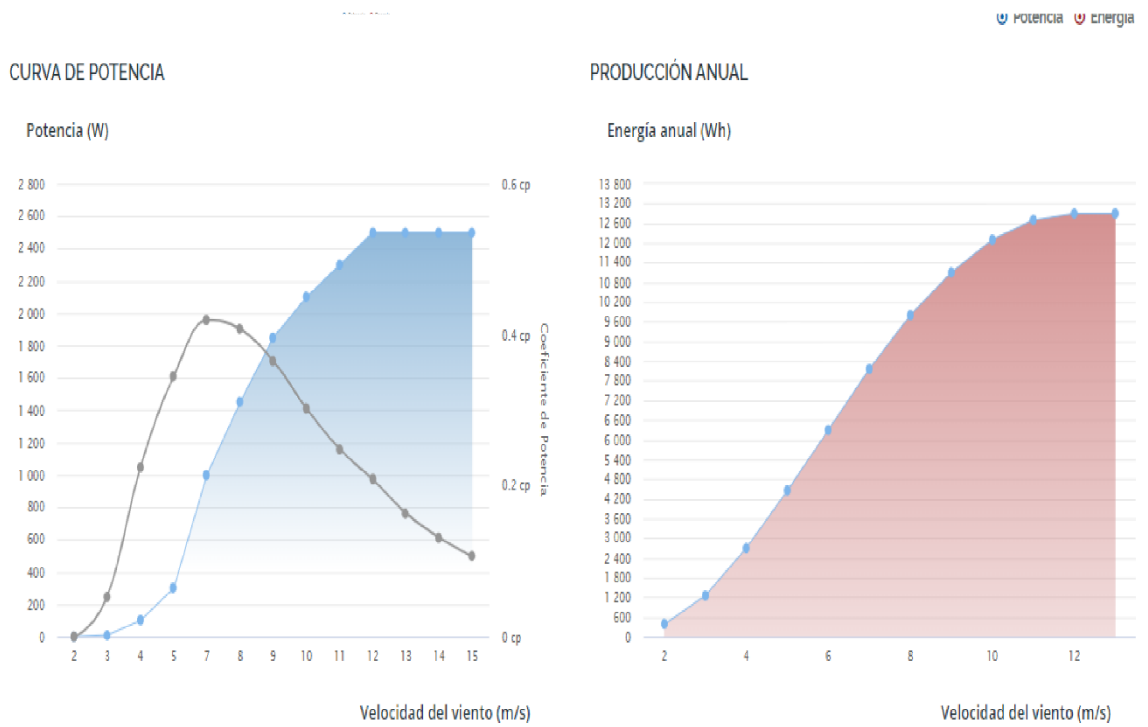 Potencia Energía
CURVA DE POTENCIA
PRODUCCIÓN ANUAL
Potencia (W)
Energía anual (Wh)
2 800
2 600
2 400
2 200
2 000
1 800
1 600
1 400
1 200
1 000
800
600
400
200
0
0.6 cp
0.4 cp
0.2 cp
0 cp
Coeficiente de Potencia
2 3 4 5 7 8 9 10 11 12 13 14 15
Velocidad del viento (m/s)
13 800
13 200
12 600
12 000
11 400
10 800
10 200
9 600
9 000
8 400
7 800
7 200
6 600
6 000
5 400
4 800
4 200
3 600
3 000
2 400
1 800
1 200
600
0
2 4 6 8 10 12
Velocidad del viento (m/s)